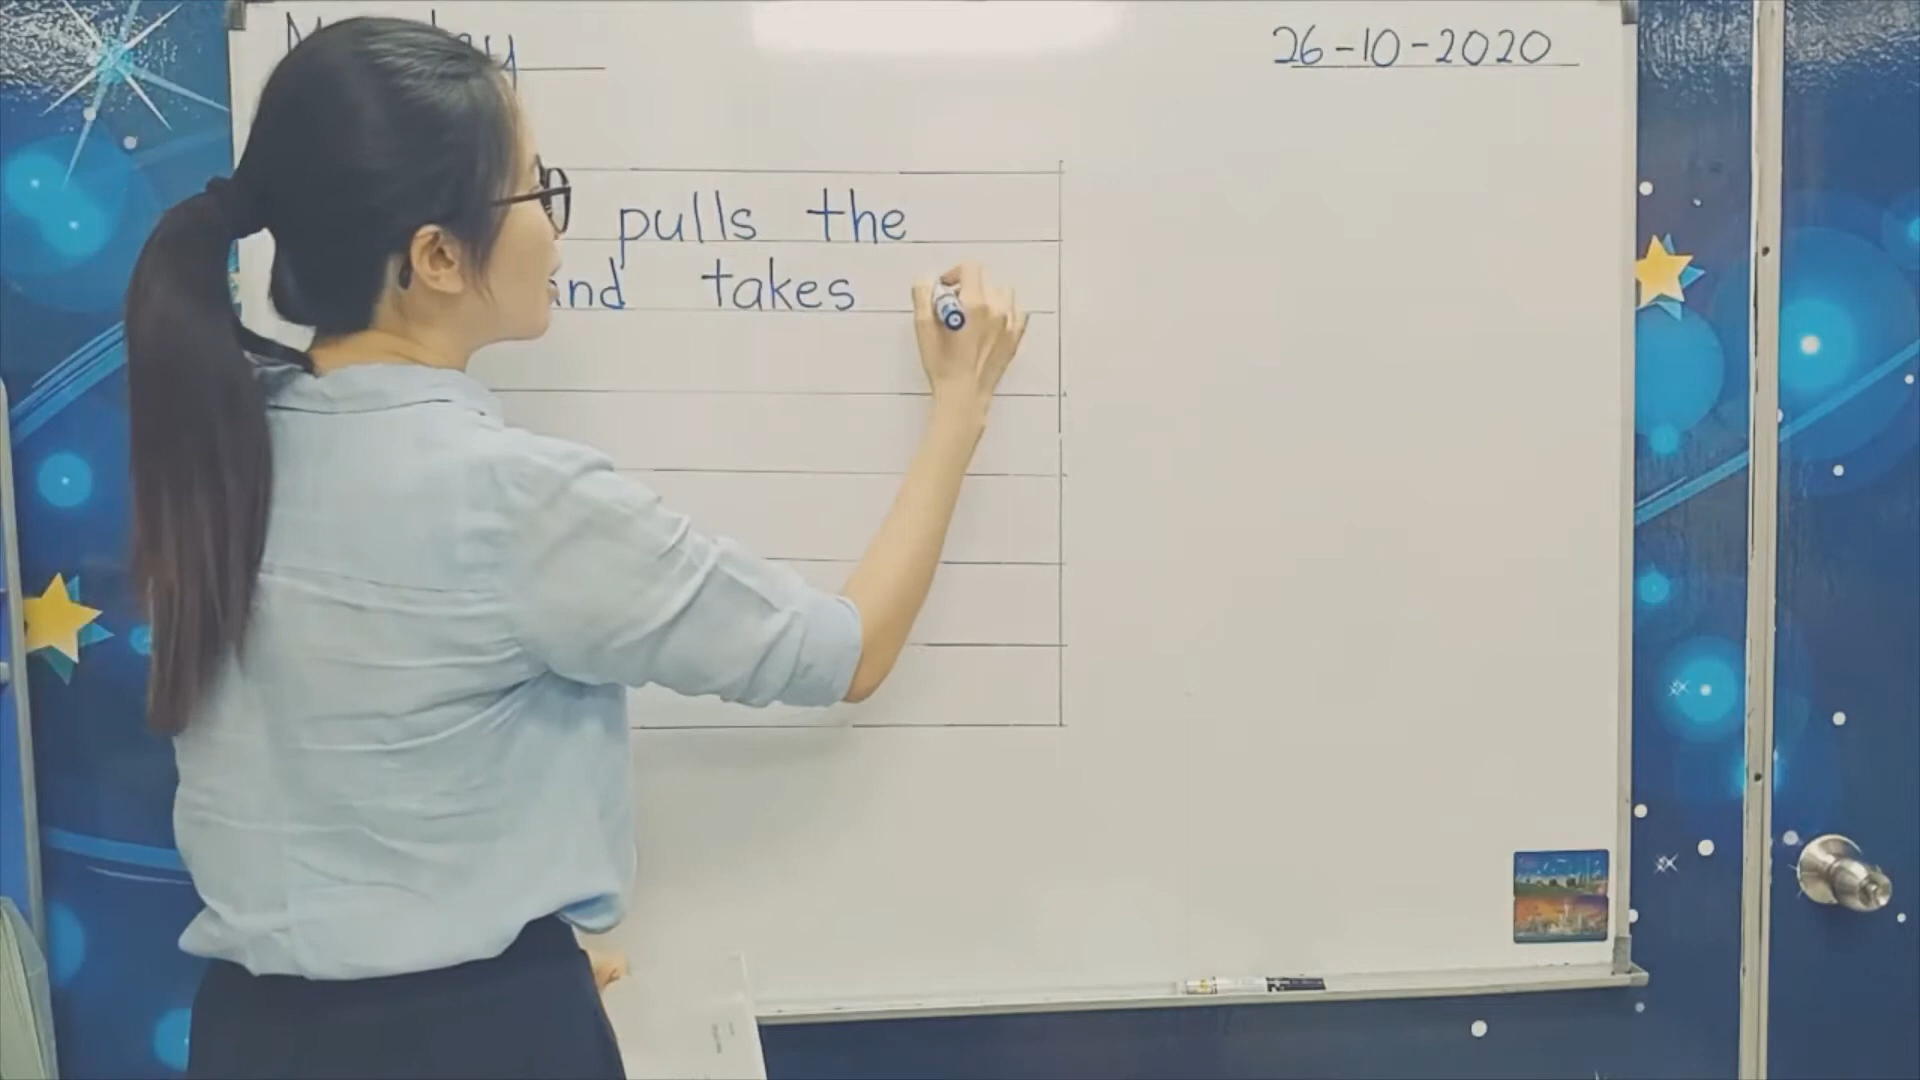 26-10-2020
pulls the
and takes